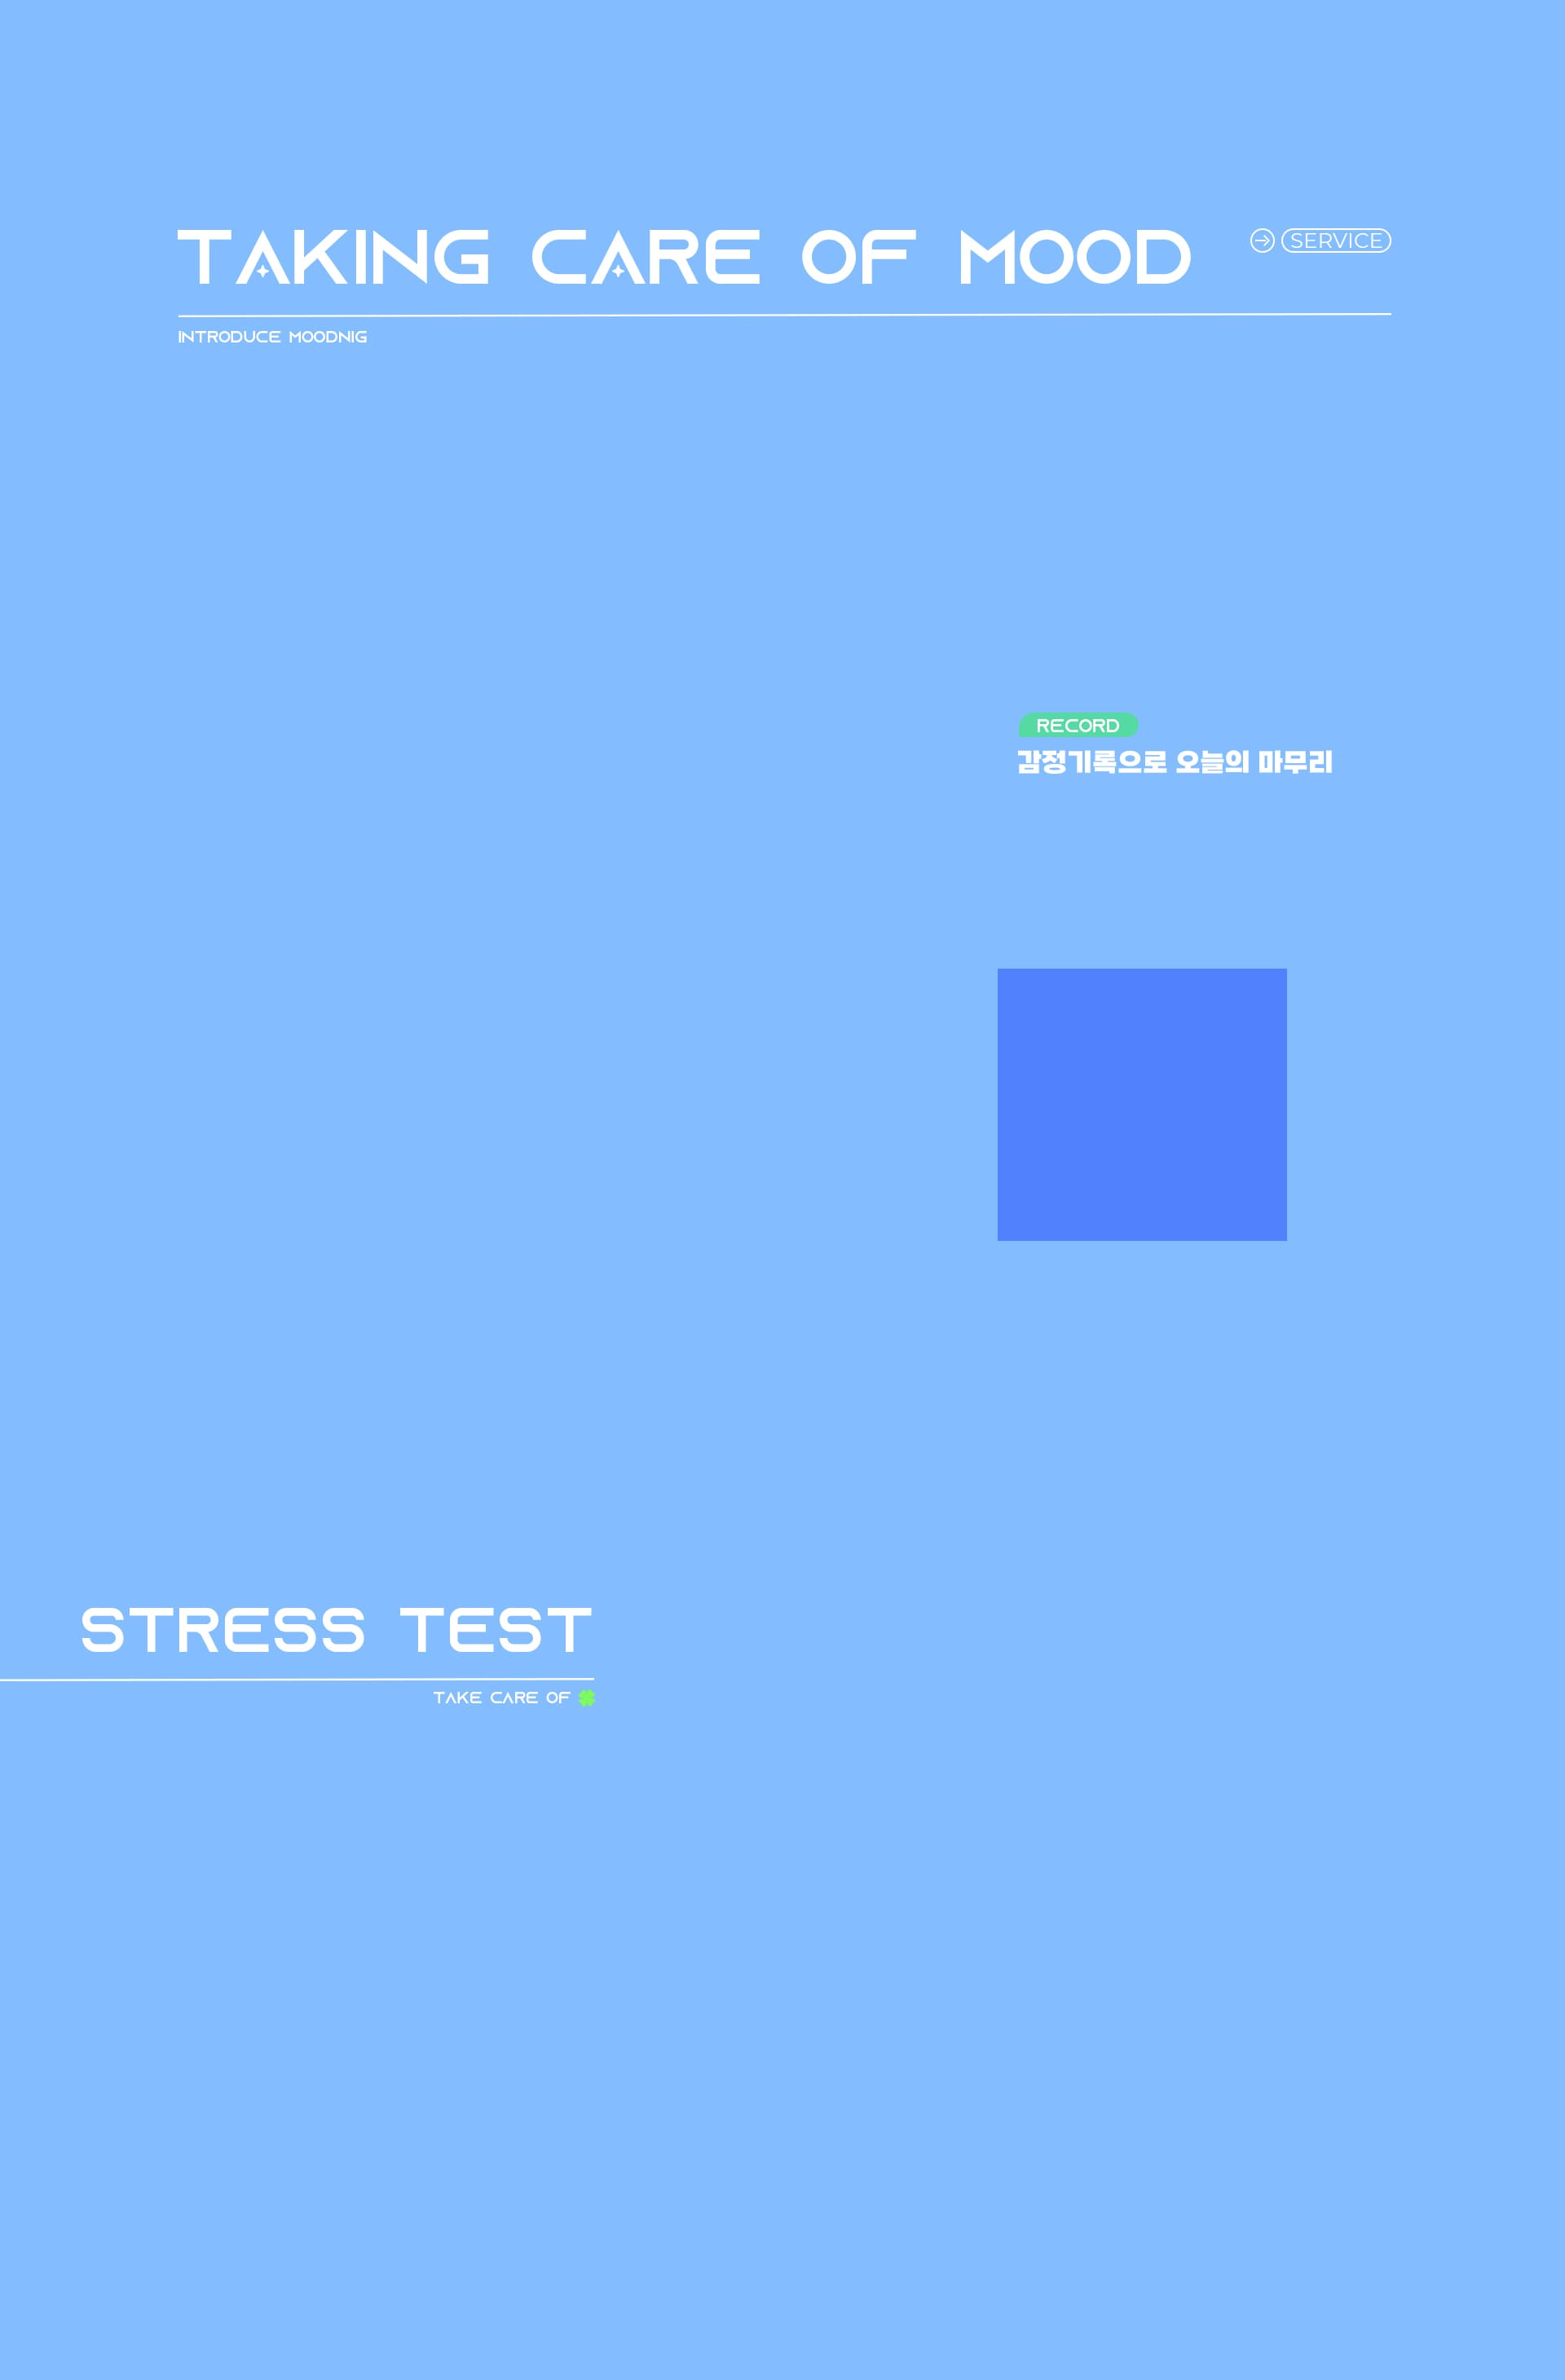 TAKING CARE OF MOOD
SERVICE
INTRODUCE MOODNIG
RECORD
감정기록으로 오늘의 마무리
STRESS TEST
TAKE CARE OF